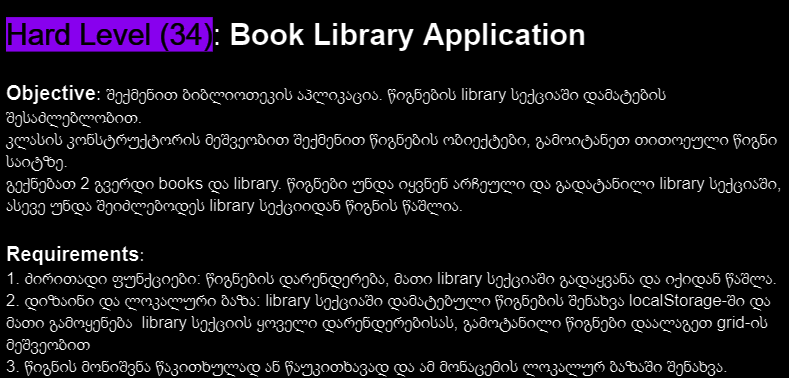 Hard Level (34): Book Library Application
Objective: შექმენით ბიბლიოთეკის აპლიკაცია. წიგნების library სექციაში დამატების
შესაძლებლობით.
კლასის კონსტრუქტორის მეშვეობით შექმენით წიგნების ობიექტები, გამოიტანეთ თითოეული წიგნი
საიტზე.
გექნებათ 2 გვერდი books და library. წიგნები უნდა იყვნენ არჩეული და გადატანილი library სექციაში,
ასევე უნდა შეიძლებოდეს library სექციიდან წიგნის წაშლია.
Requirements:
1. ძირითადი ფუნქციები: წიგნების დარენდერება, მათი library სექციაში გადაყვანა და იქიდან წაშლა.
2. დიზაინი და ლოკალური ბაზა: library სექციაში დამატებული წიგნების შენახვა localStorage-ში და
მათი გამოყენება library სექციის ყოველი დარენდერებისას, გამოტანილი წიგნები დაალაგეთ grid-ის
მეშვეობით
3. წიგნის მონიშვნა წაკითხულად ან წაუკითხავად და ამ მონაცემის ლოკალურ ბაზაში შენახვა.